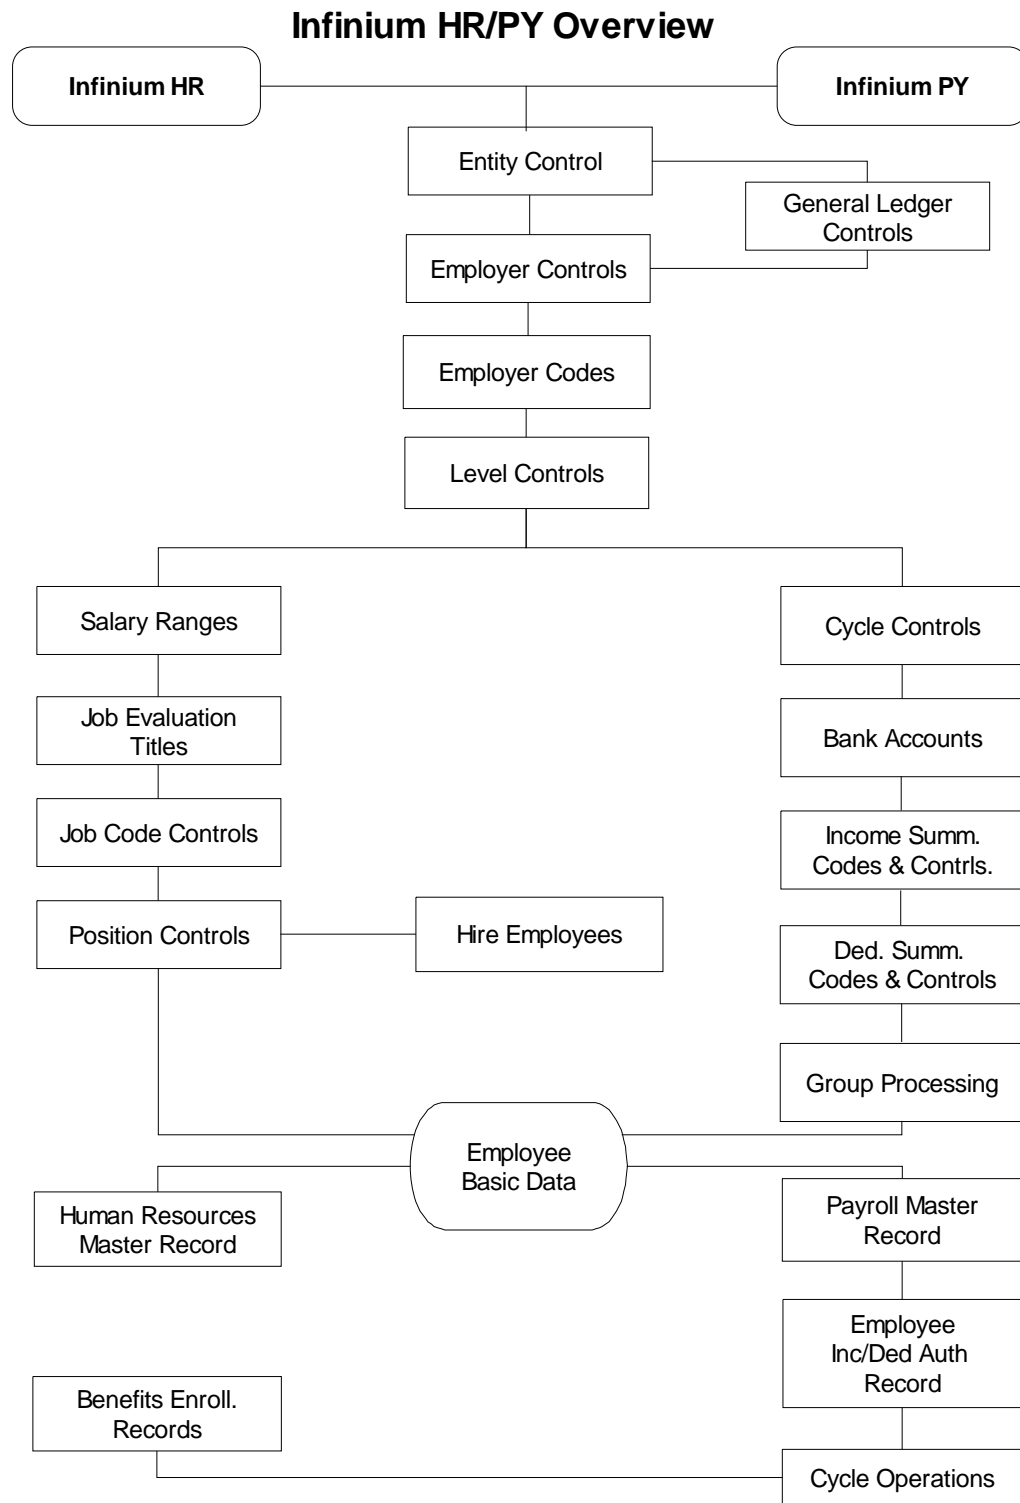 Infinium HR/PY Overview
Infinium HR
Infinium PY
Entity Control
General Ledger
Controls
Employer Controls
Employer Codes
Level Controls
Salary Ranges
Cycle Controls
Job Evaluation
Titles
Bank Accounts
Job Code Controls
Income Summ.
Codes & Contrls.
Position Controls
Hire Employees
Ded. Summ.
Codes & Controls
Group Processing
Employee
Basic Data
Human Resources
Master Record
Payroll Master
Record
Employee
Inc/Ded Auth
Record
Benefits Enroll.
Records
Cycle Operations